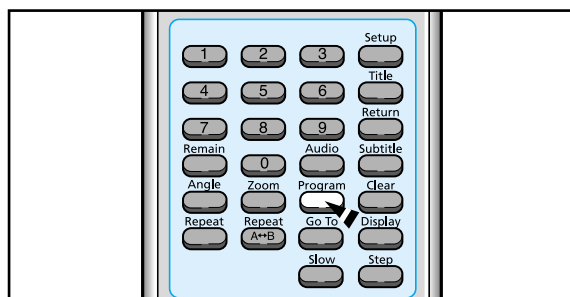 Setup
1 2 3
Title
4 5 6
Return
7 8 9
Remain Audio Subtitle
0
Angle Zoom Program Clear
Repeat Repeat Go To Display
A↔B
Slow Step